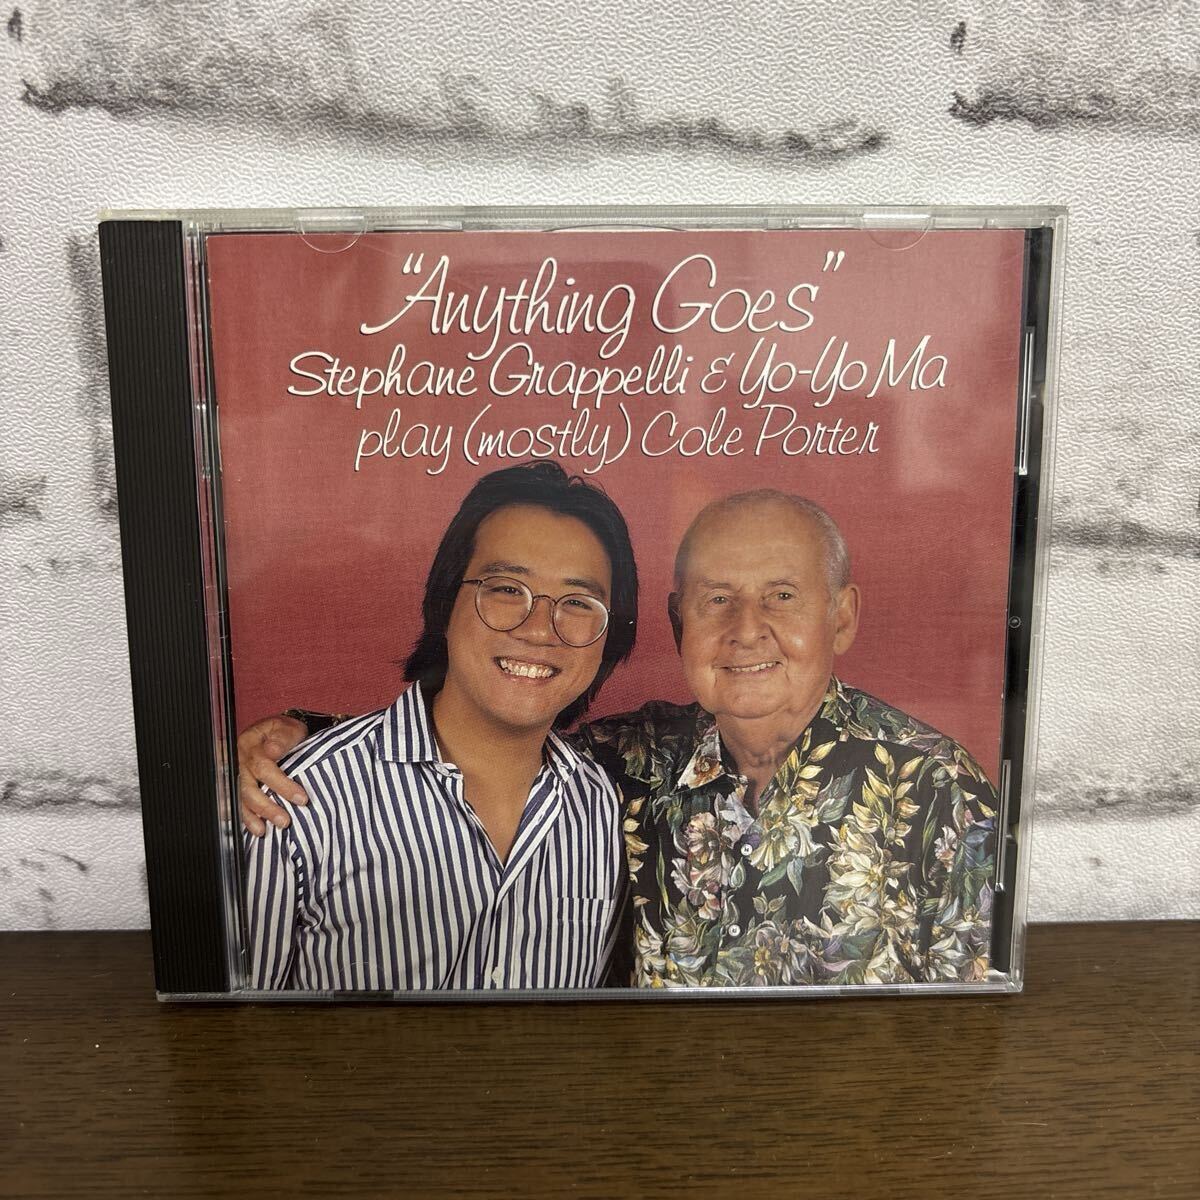 “Anything Goes”
Stephane Grappelli & Yo-Yo Ma
play (mostly) Cole Porter